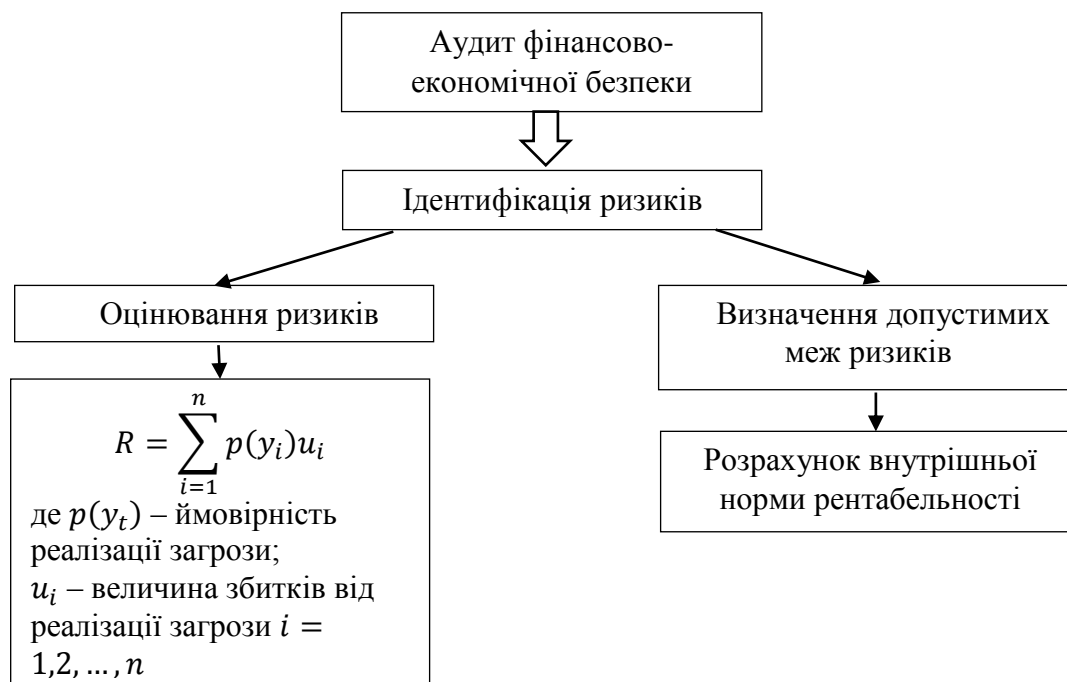 Аудит фінансово-
економічної безпеки
Ідентифікація ризиків
Оцінювання ризиків
R = \sum_{i=1}^{n} p(y_i)u_i
де p(y_t) – ймовірність
реалізації загрози;
u_i – величина збитків від
реалізації загрози i =
1,2, …, n
Визначення допустимих
меж ризиків
Розрахунок внутрішньої
норми рентабельності